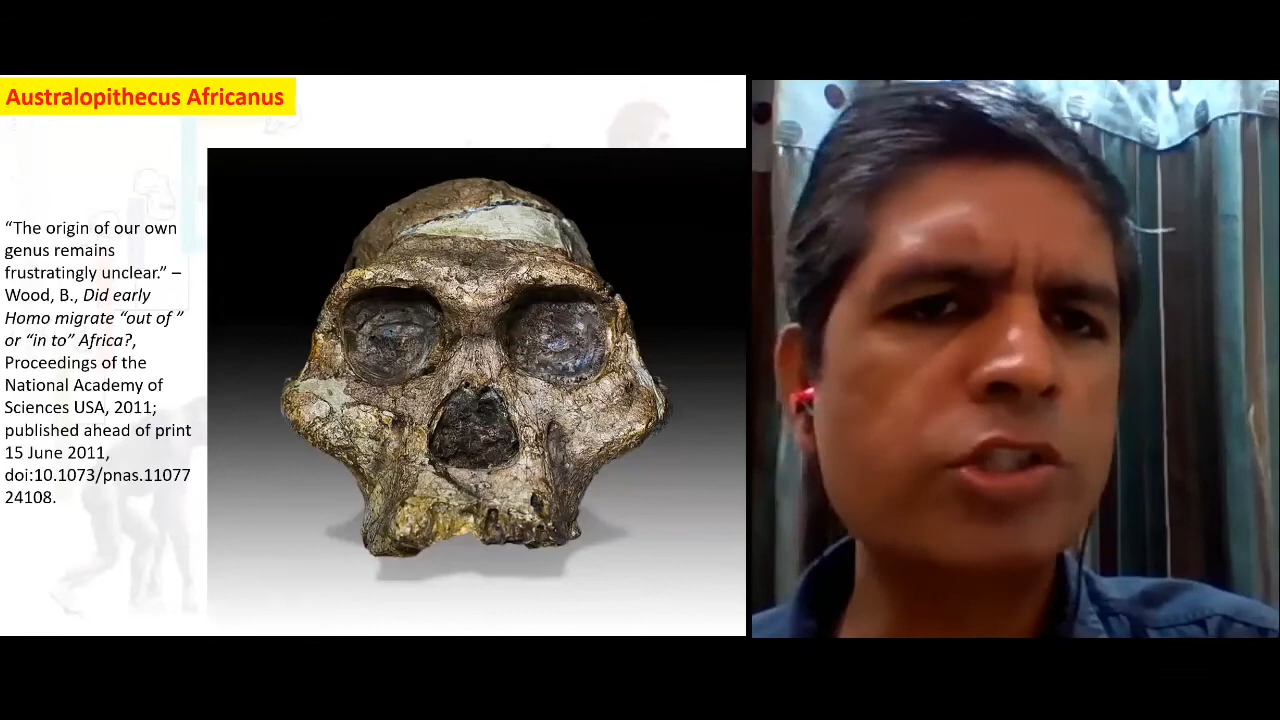 Australopithecus Africanus
“The origin of our own
genus remains
frustratingly unclear.” –
Wood, B., Did early
Homo migrate “out of ”
or “in to” Africa?,
Proceedings of the
National Academy of
Sciences USA, 2011;
published ahead of print
15 June 2011,
doi:10.1073/pnas.11077
24108.